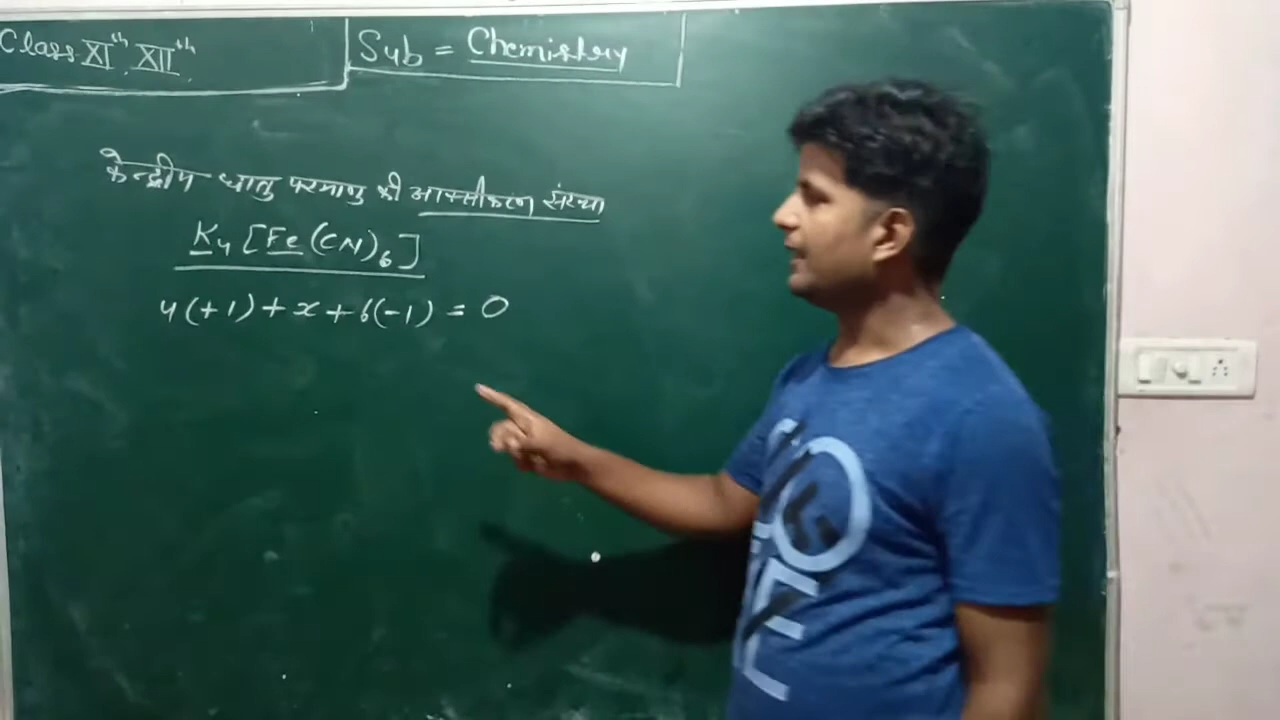 Class XIth, XIIth
Sub = Chemistry
केन्द्रीय धातु परमाणु की आक्सीकरण संख्या
K4[Fe(CN)6]
4(+1)+x+6(-1) = 0